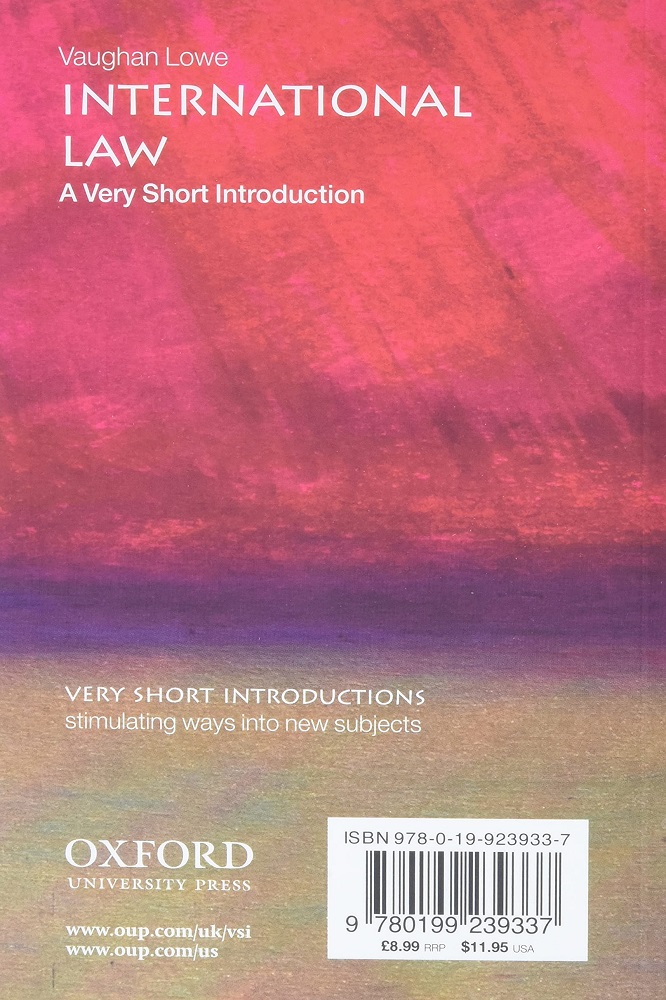 Vaughan Lowe
INTERNATIONAL
LAW
A Very Short Introduction
VERY SHORT INTRODUCTIONS
stimulating ways into new subjects
OXFORD
UNIVERSITY PRESS
www.oup.com/uk/vsi
www.oup.com/us
ISBN 978-0-19-923933-7
9 780199 239337
£8.99 RRP $11.95 USA